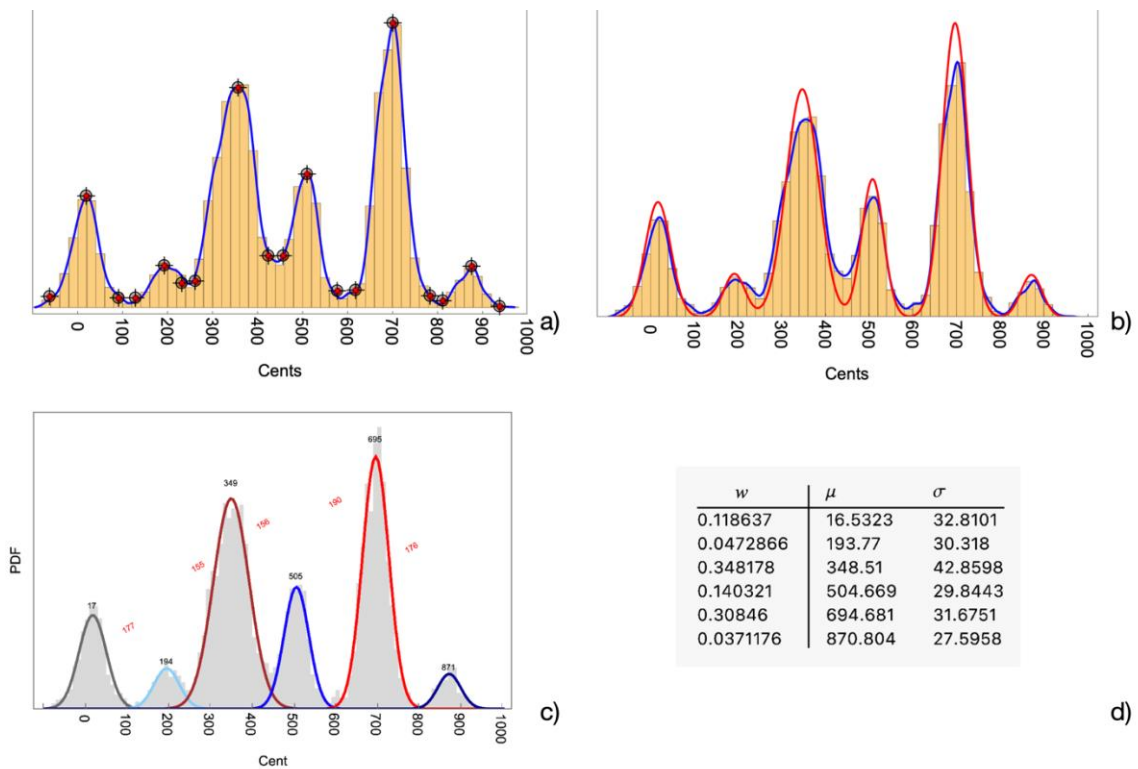 0 100 200 300 400 500 600 700 800 900 1000
Cents
a)
0 100 200 300 400 500 600 700 800 900 1000
Cents
b)
PDF
17 177 194 155 349 156 505 190 695 176 871
0 100 200 300 400 500 600 700 800 900 1000
Cent
c)
w μ σ
0.118637 16.5323 32.8101
0.0472866 193.77 30.318
0.348178 348.51 42.8598
0.140321 504.669 29.8443
0.30846 694.681 31.6751
0.0371176 870.804 27.5958
d)